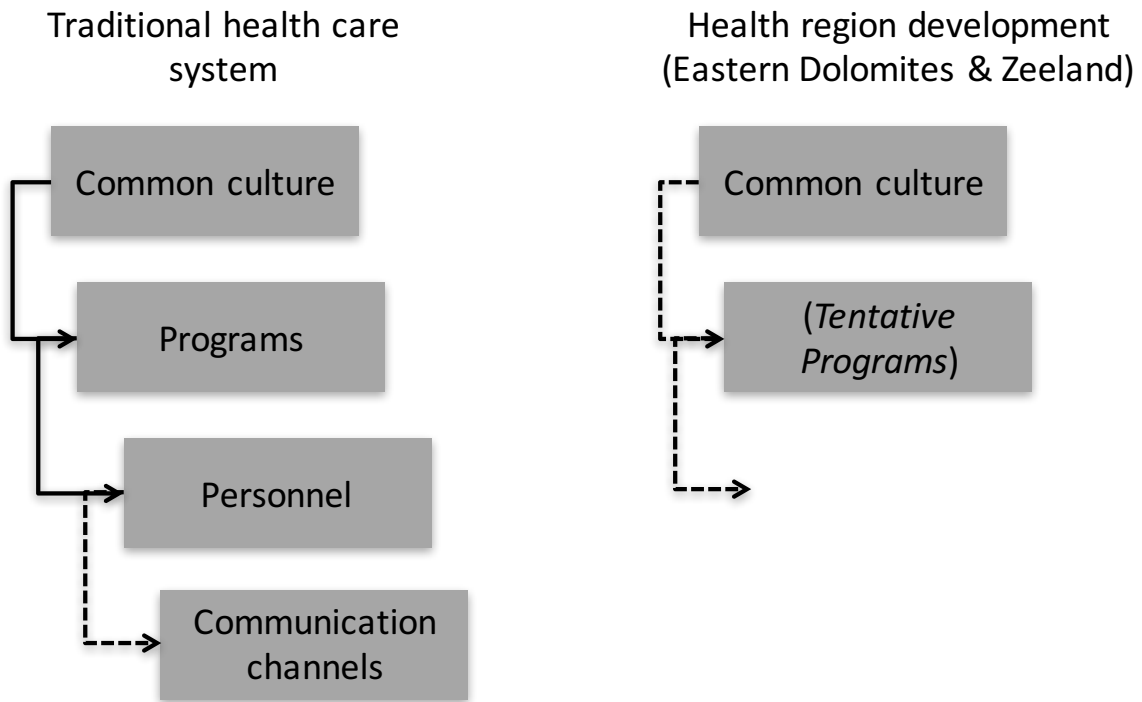 Traditional health care
system
Common culture
Programs
Personnel
Communication
channels
Health region development
(Eastern Dolomites & Zeeland)
Common culture
(Tentative
Programs)